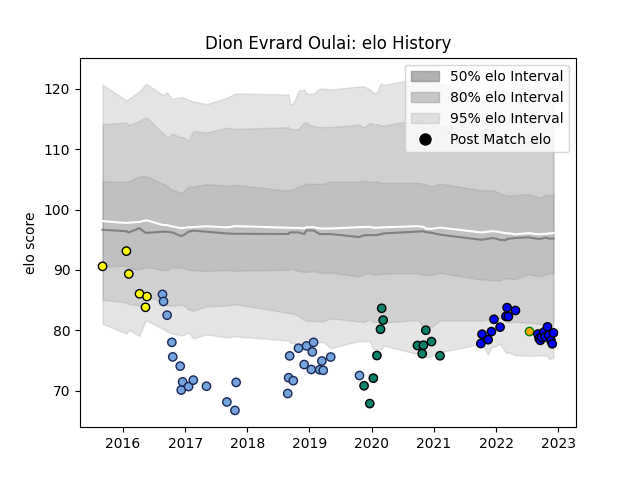 Dion Evrard Oulai: elo History
50% elo Interval
80% elo Interval
95% elo Interval
Post Match elo
elo score
120
110
100
90
80
70
2016 2017 2018 2019 2020 2021 2022 2023